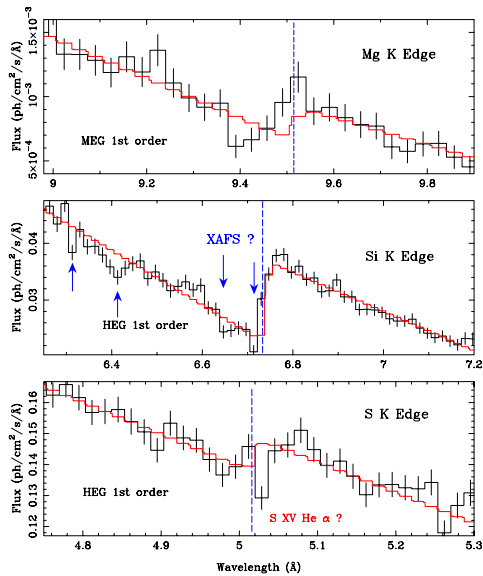 1.5×10⁻³
Mg K Edge
Flux (ph/cm²/s/Å)
10⁻³
MEG 1st order
5×10⁻⁴
9 9.2 9.4 9.6 9.8
XAFS ?
Si K Edge
Flux (ph/cm²/s/Å)
0.04
0.03
HEG 1st order
6.4 6.6 6.8 7 7.2
S K Edge
Flux (ph/cm²/s/Å)
0.16
0.15
0.14
0.13
0.12
HEG 1st order
S XV He α ?
4.8 4.9 5 5.1 5.2 5.3
Wavelength (Å)